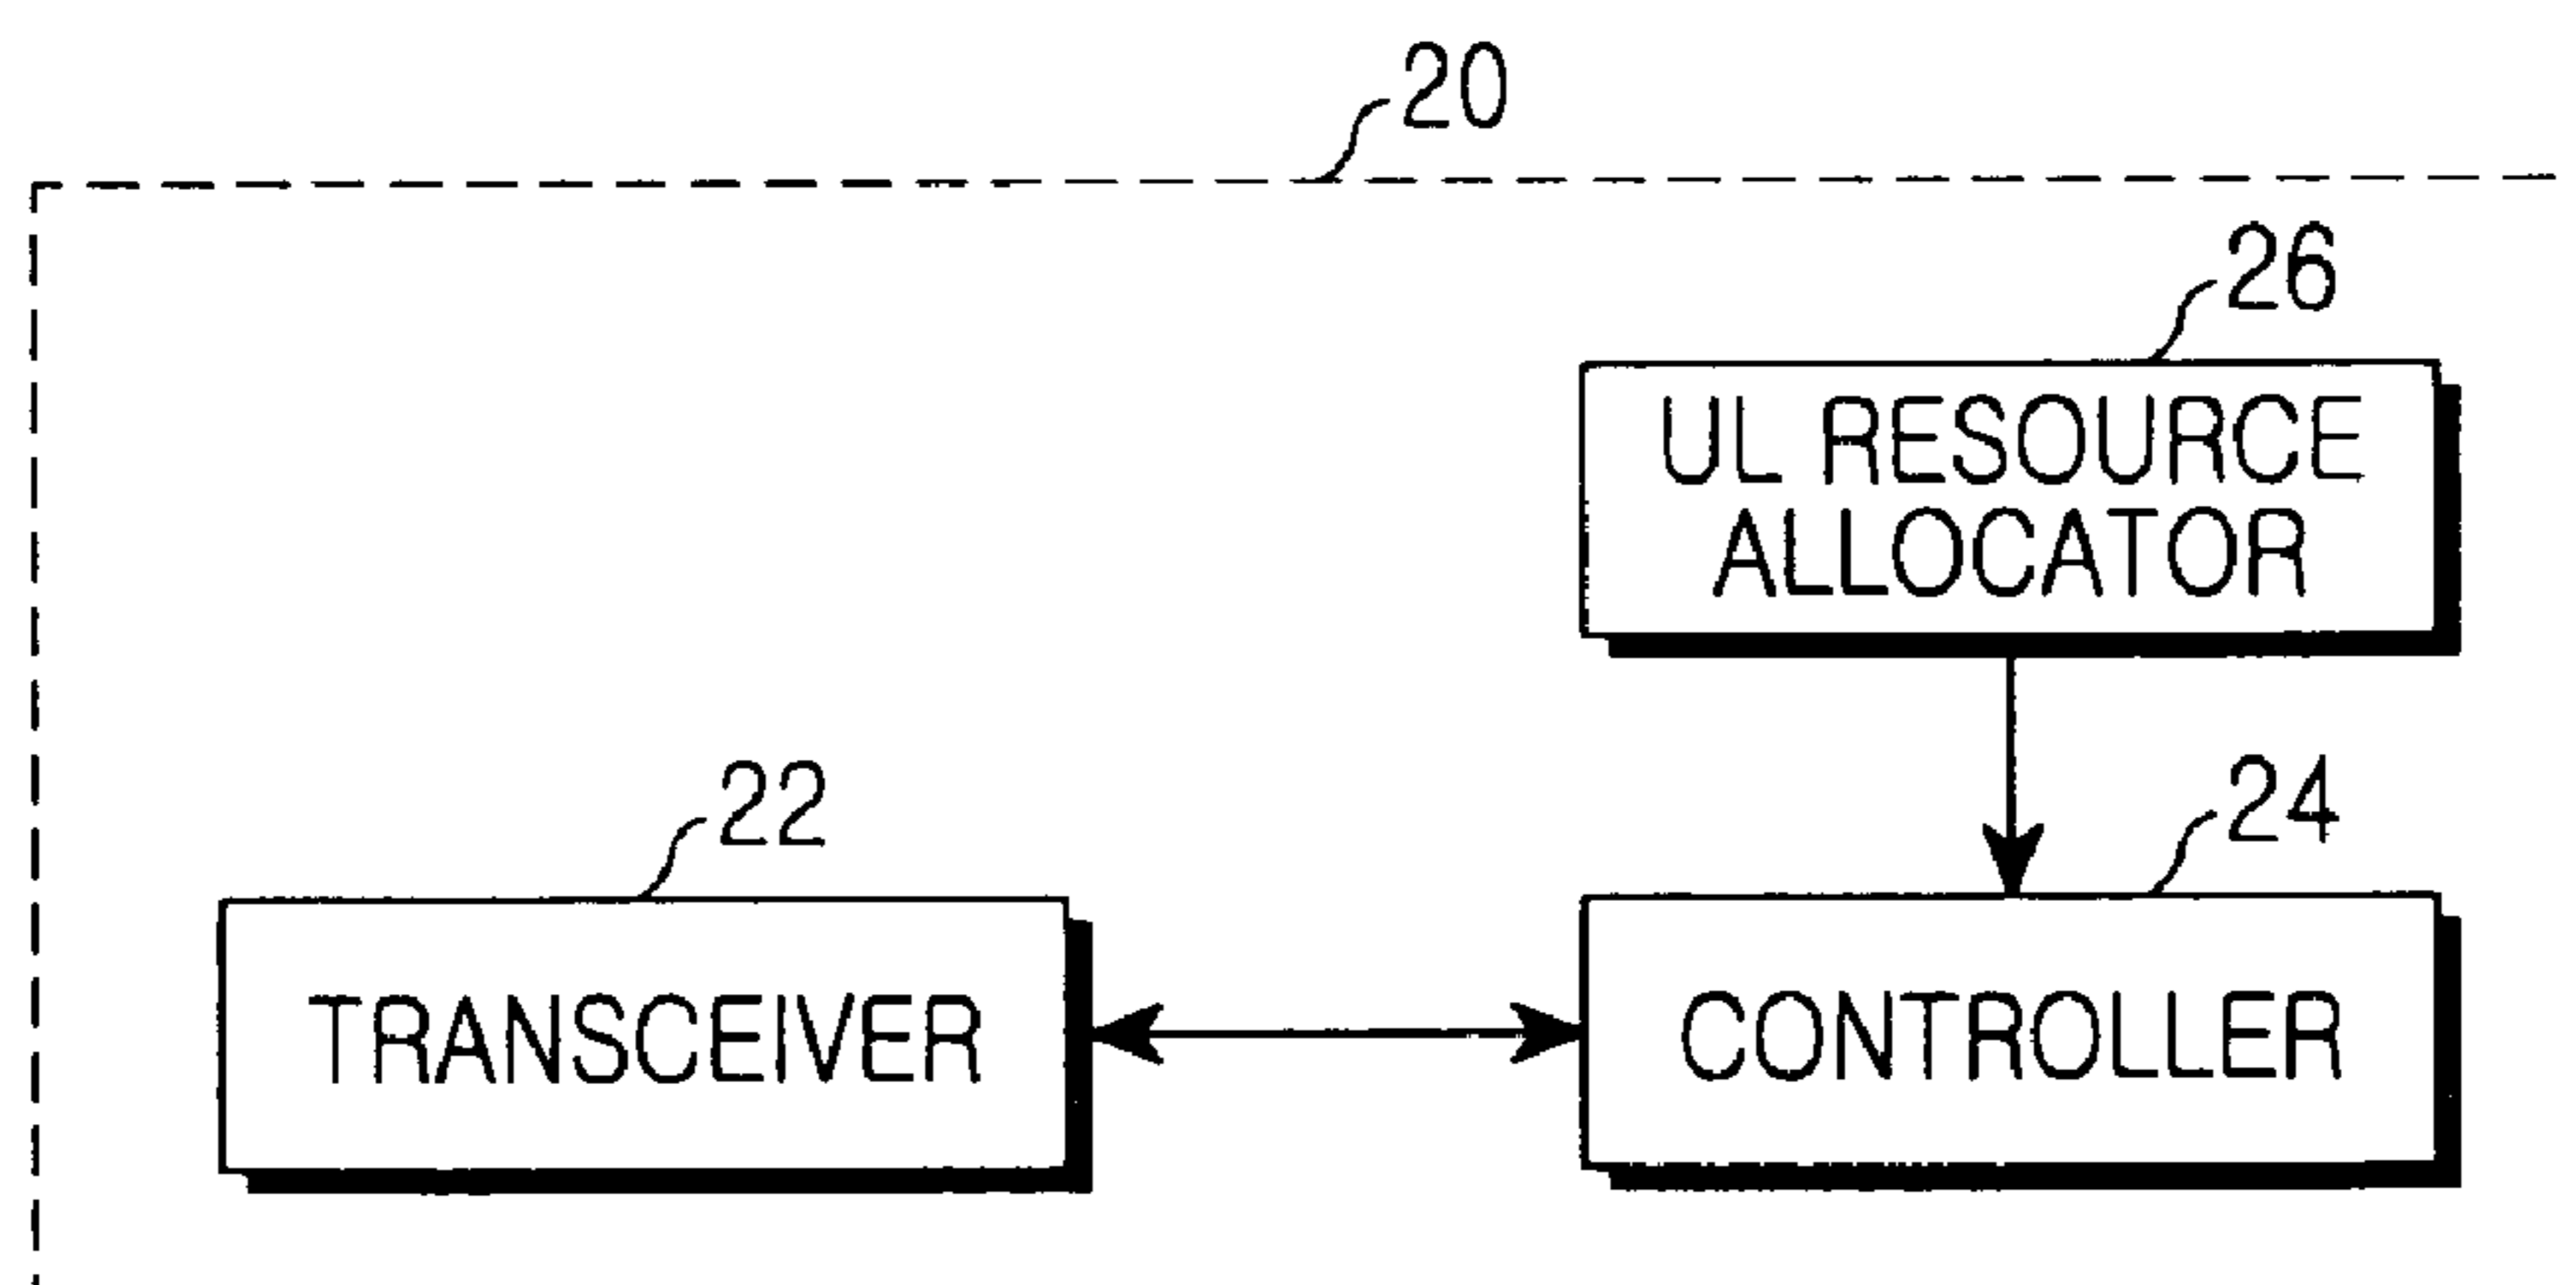 20
26
UL RESOURCE
ALLOCATOR
22
24
TRANSCEIVER
CONTROLLER